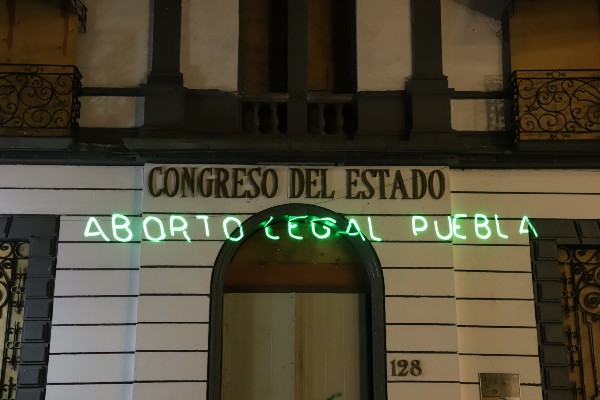 CONGRESO DEL ESTADO
ABORTO LEGAL PUEBLA
128